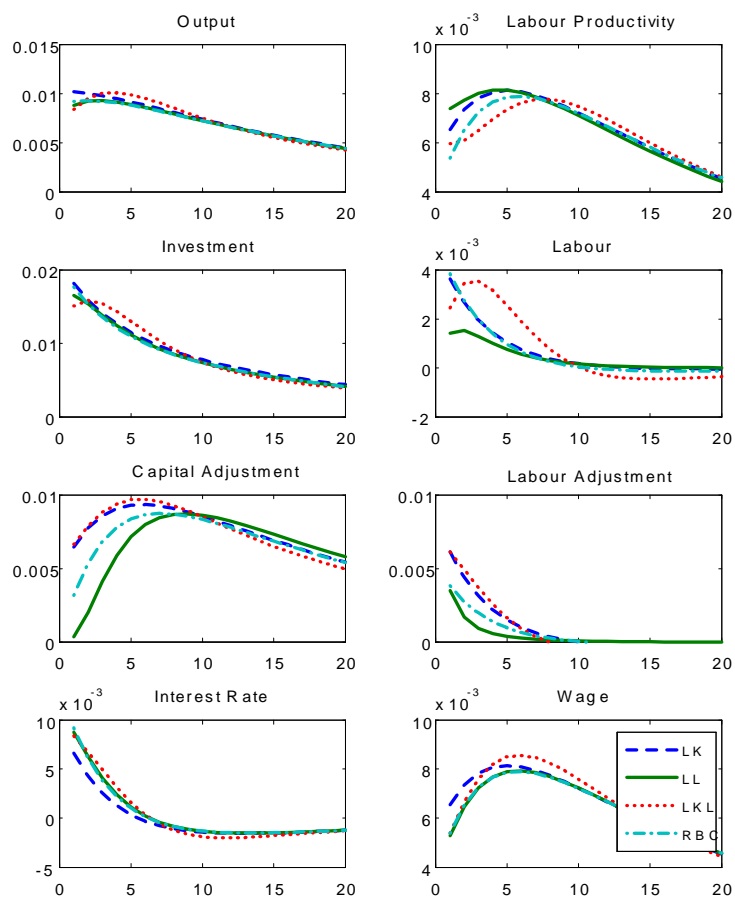 Output
0.015
0.01
0.005
0
0 5 10 15 20
Labour Productivity
x 10^-3
10
8
6
4
0 5 10 15 20
Investment
0.02
0.01
0
0 5 10 15 20
Labour
x 10^-3
4
2
0
-2
0 5 10 15 20
Capital Adjustment
0.01
0.005
0
0 5 10 15 20
Labour Adjustment
0.01
0.005
0
0 5 10 15 20
Interest Rate
x 10^-3
10
5
0
-5
0 5 10 15 20
Wage
x 10^-3
10
8
6
4
0 5 10 15 20
LK
LL
LKL
RBC